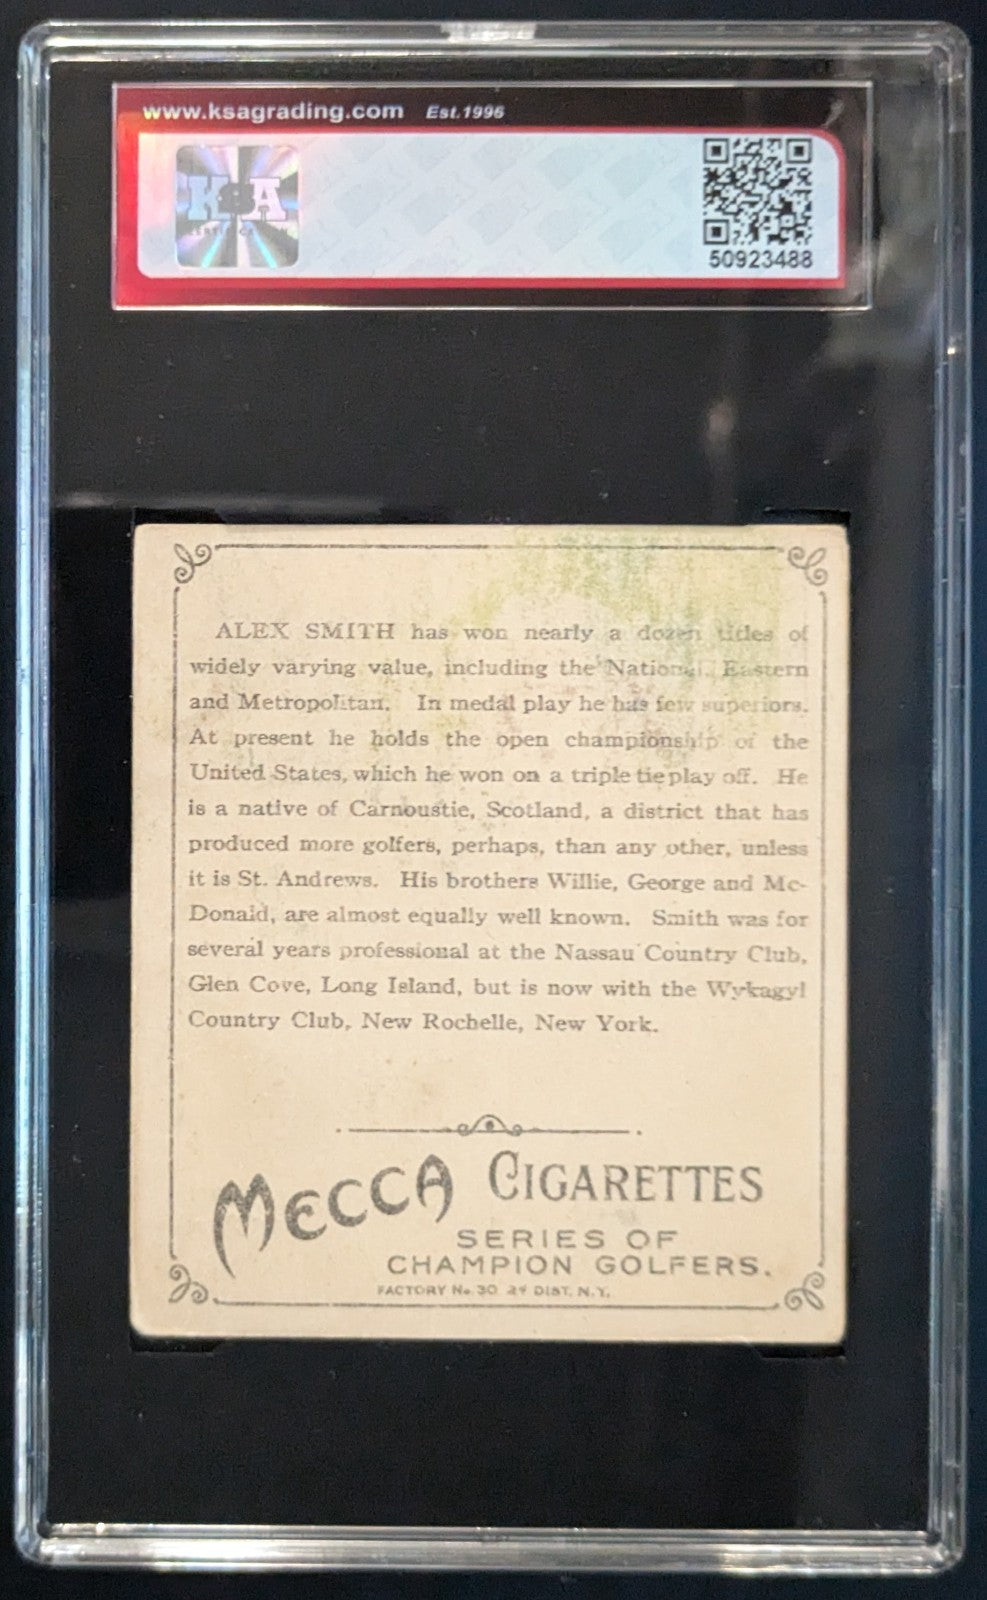 www.ksagrading.com Est.1996
KSA
50923488
ALEX SMITH has won nearly a dozen titles of
widely varying value, including the National, Eastern
and Metropolitan. In medal play he has few superiors.
At present he holds the open championship of the
United States, which he won on a triple tie play off. He
is a native of Carnoustie, Scotland, a district that has
produced more golfers, perhaps, than any other, unless
it is St. Andrews. His brothers Willie, George and Mc-
Donald, are almost equally well known. Smith was for
several years professional at the Nassau Country Club,
Glen Cove, Long Island, but is now with the Wykagyl
Country Club, New Rochelle, New York.
MECCA CIGARETTES
SERIES OF
CHAMPION GOLFERS.
FACTORY No. 30 2d DIST. N.Y.